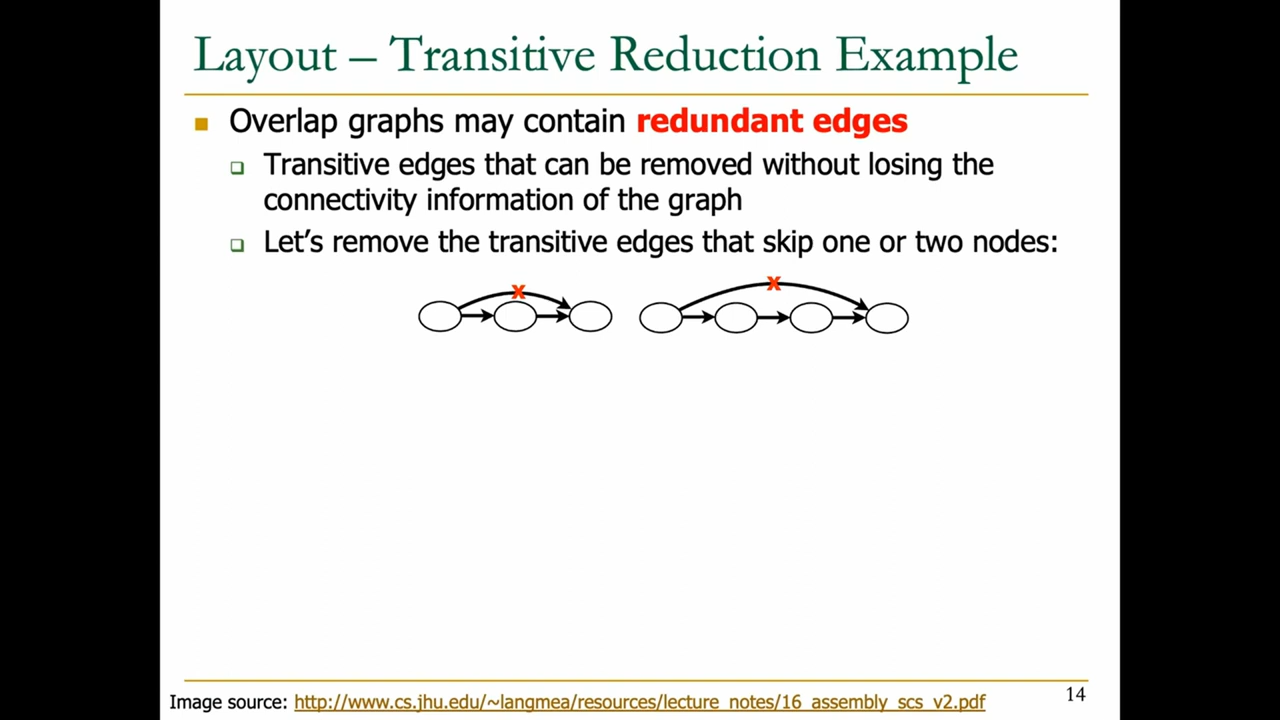 Layout – Transitive Reduction Example
Overlap graphs may contain redundant edges
Transitive edges that can be removed without losing the
connectivity information of the graph
Let’s remove the transitive edges that skip one or two nodes:
x
x
Image source: http://www.cs.jhu.edu/~langmea/resources/lecture_notes/16_assembly_scs_v2.pdf
14